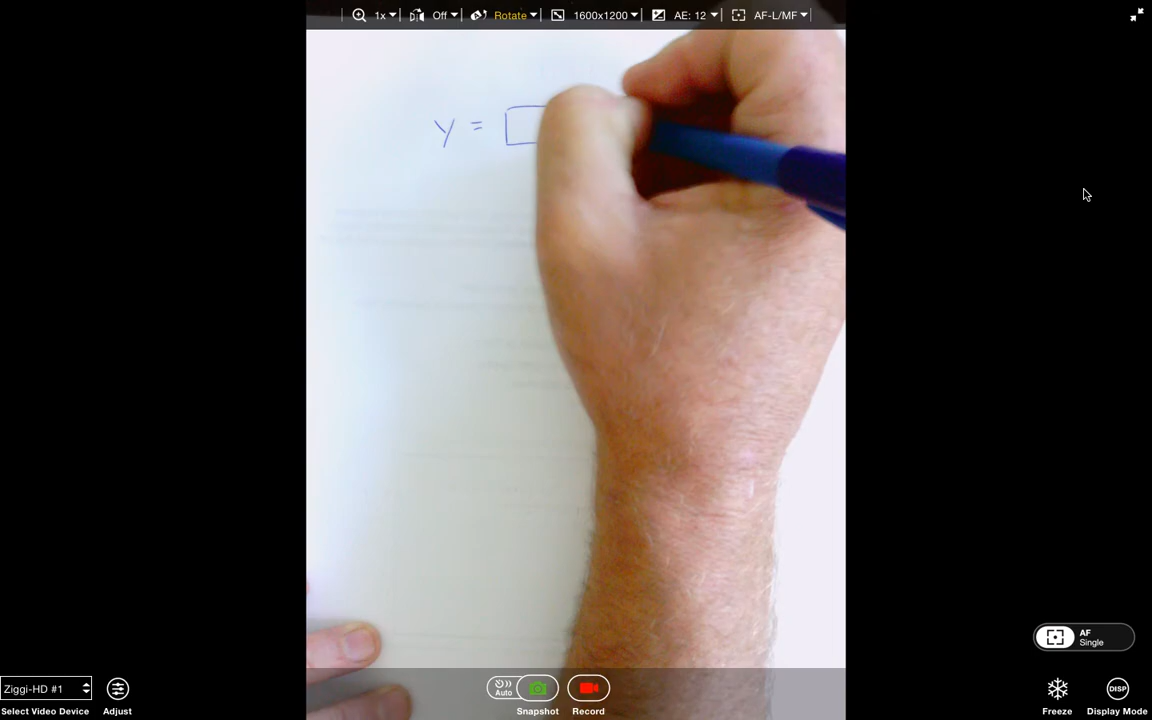 1x Off Rotate 1600x1200 AE: 12 AF-L/MF
y =
AF
Single
Ziggi-HD #1
Auto
DISP
Select Video Device Adjust Snapshot Record Freeze Display Mode